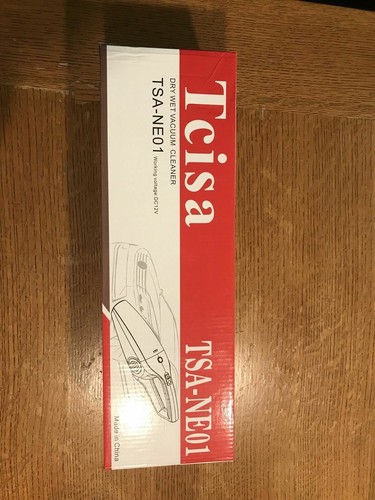 Tcisa
TSA-NE01
DRY WET VACUUM CLEANER
TSA-NE01 Working voltage:DC12V
Made in China